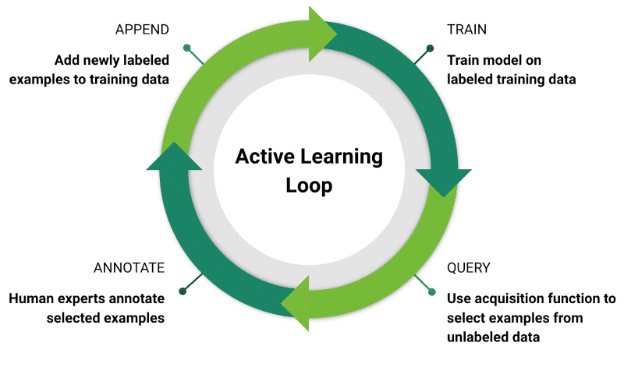 APPEND
Add newly labeled
examples to training data
TRAIN
Train model on
labeled training data
Active Learning
Loop
ANNOTATE
Human experts annotate
selected examples
QUERY
Use acquisition function to
select examples from
unlabeled data